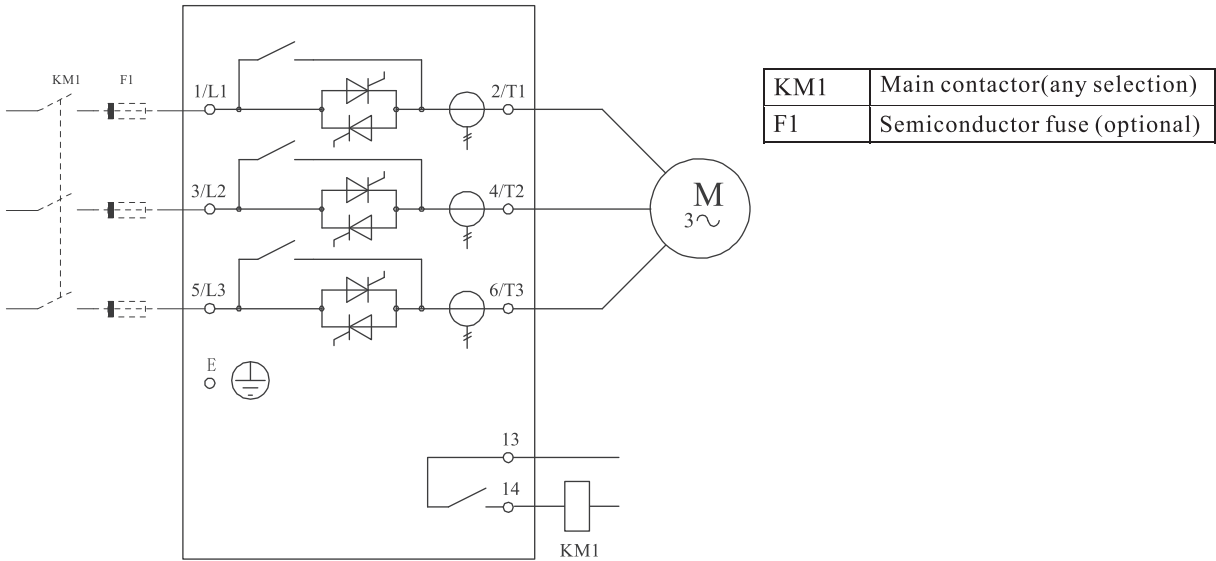 KM1 F1
1/L1 2/T1
3/L2 4/T2
5/L3 6/T3
M
3~
E
13
14
KM1
KM1 Main contactor(any selection)
F1 Semiconductor fuse (optional)